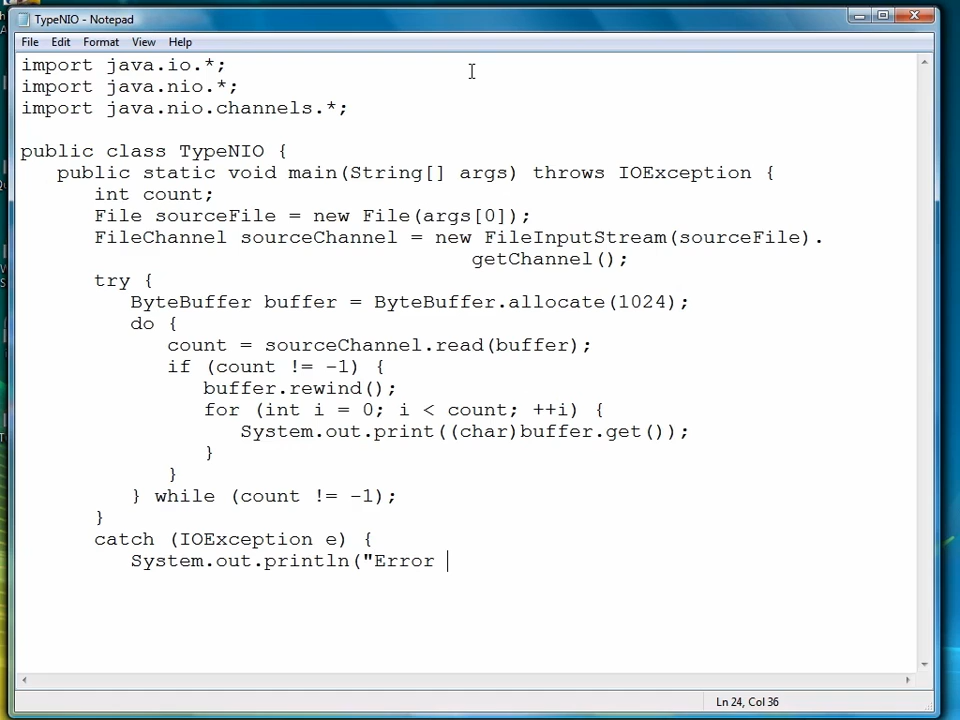 TypeNIO - Notepad
File Edit Format View Help
import java.io.*;
import java.nio.*;
import java.nio.channels.*;
public class TypeNIO {
public static void main(String[] args) throws IOException {
int count;
File sourceFile = new File(args[0]);
FileChannel sourceChannel = new FileInputStream(sourceFile).
getChannel();
try {
ByteBuffer buffer = ByteBuffer.allocate(1024);
do {
count = sourceChannel.read(buffer);
if (count != -1) {
buffer.rewind();
for (int i = 0; i < count; ++i) {
System.out.print((char)buffer.get());
}
}
} while (count != -1);
}
catch (IOException e) {
System.out.println("Error
Ln 24, Col 36